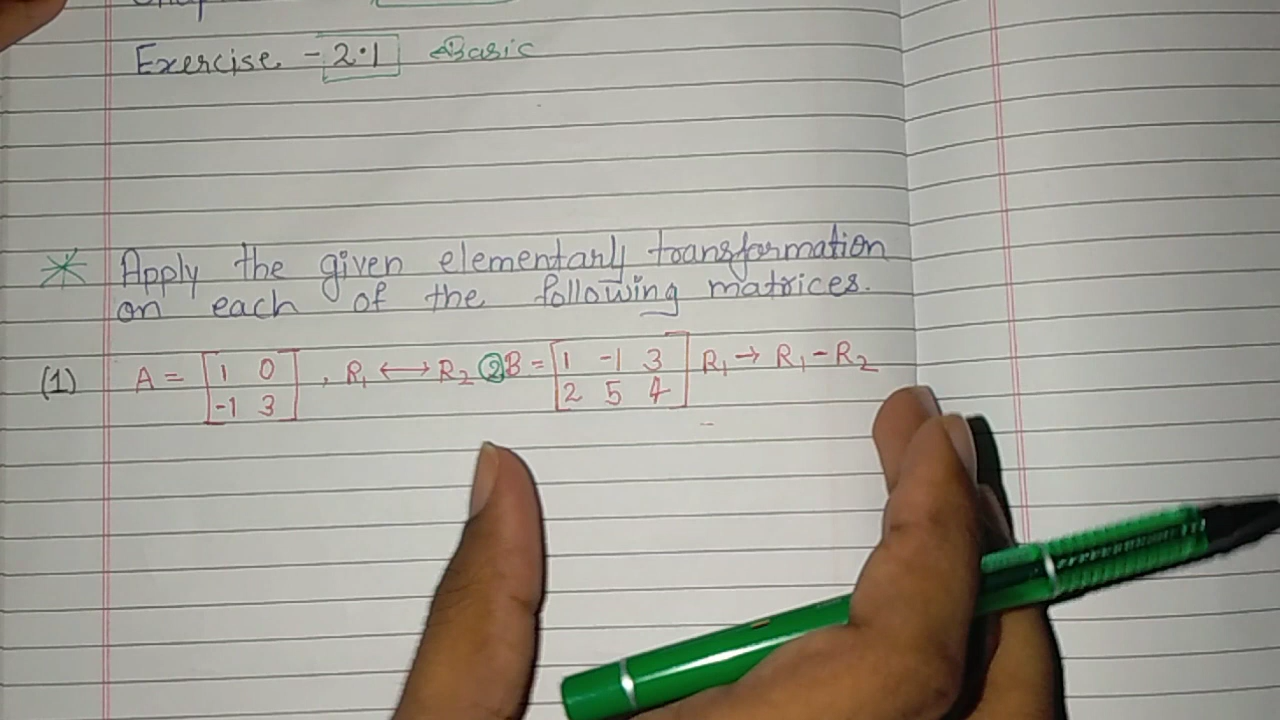 Exercise - 2.1 Basic
* Apply the given elementary transformation
on each of the following matrices.
(1) A = [1 0 , R1 ↔ R2 ② B = [1 -1 3] R1 → R1 - R2
-1 3] 2 5 4